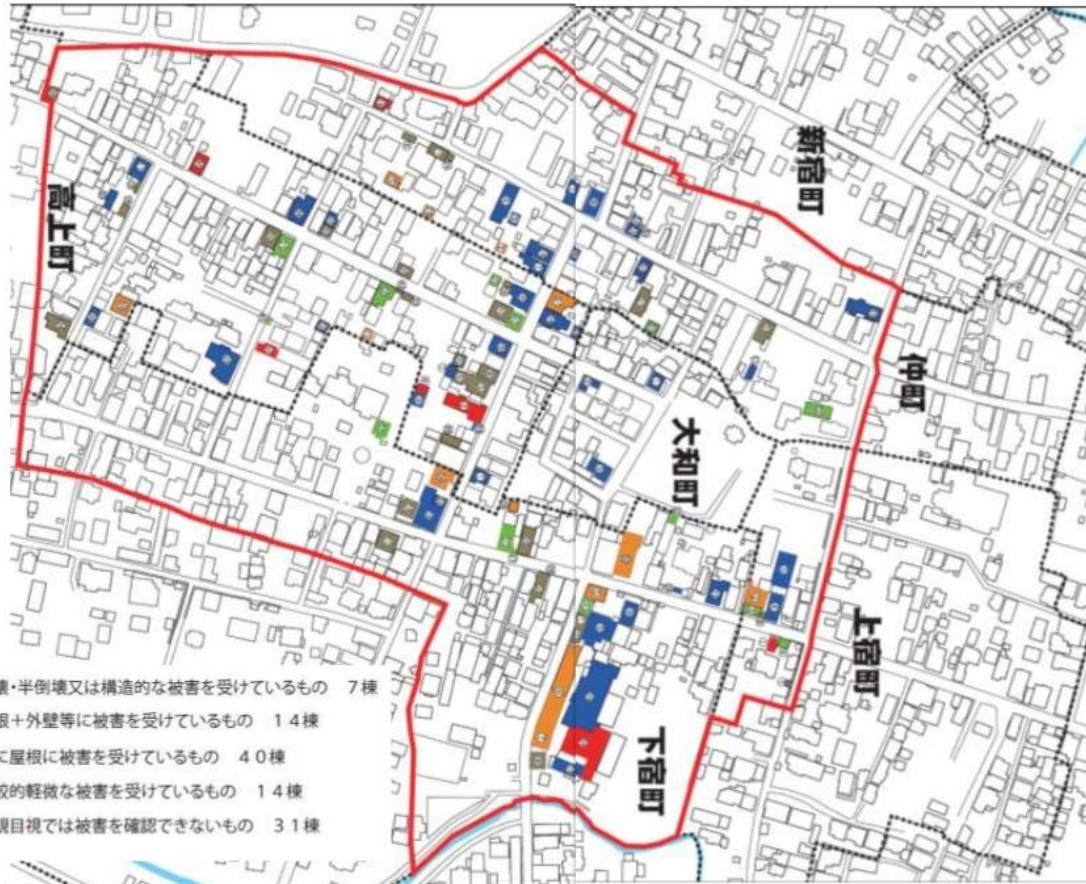 新宿町
高上町
仲町
大和町
上宿町
下宿町
壊・半倒壊又は構造的な被害を受けているもの 7棟
根+外壁等に被害を受けているもの 14棟
に屋根に被害を受けているもの 40棟
較的軽微な被害を受けているもの 14棟
観目視では被害を確認できないもの 31棟